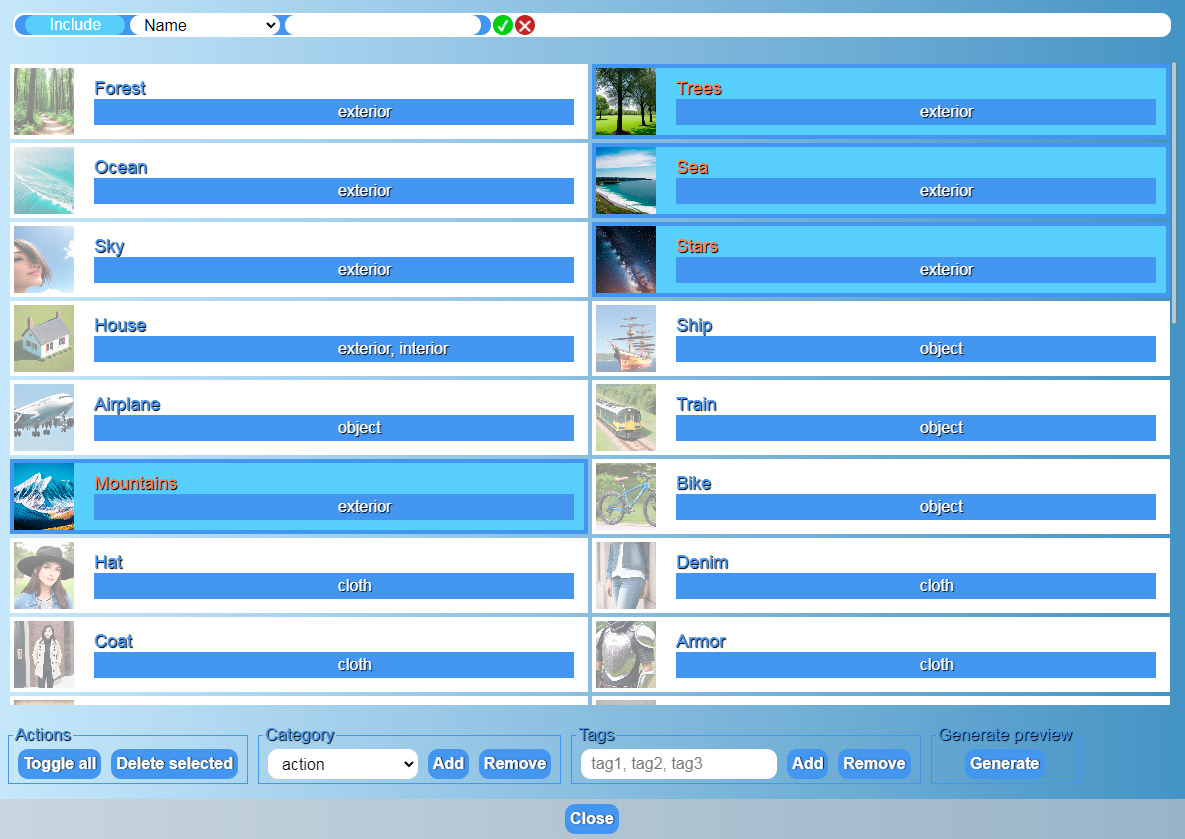 Include Name
Forest
exterior
Trees
exterior
Ocean
exterior
Sea
exterior
Sky
exterior
Stars
exterior
House
exterior, interior
Ship
object
Airplane
object
Train
object
Mountains
exterior
Bike
object
Hat
cloth
Denim
cloth
Coat
cloth
Armor
cloth
Actions
Toggle all Delete selected
Category
action Add Remove
Tags
tag1, tag2, tag3 Add Remove
Generate preview
Generate
Close